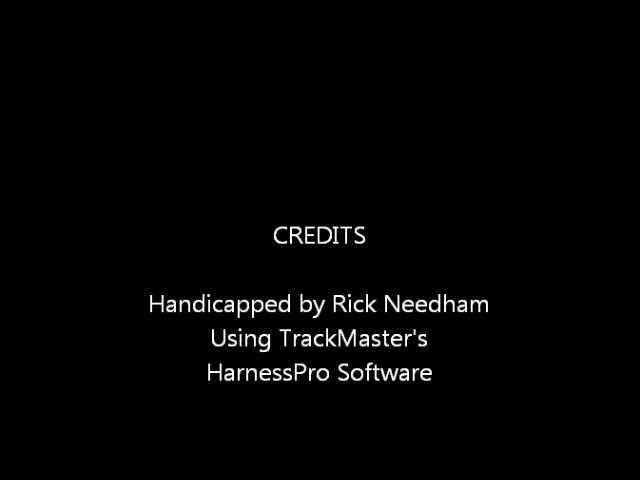 CREDITS
Handicapped by Rick Needham
Using TrackMaster's
HarnessPro Software